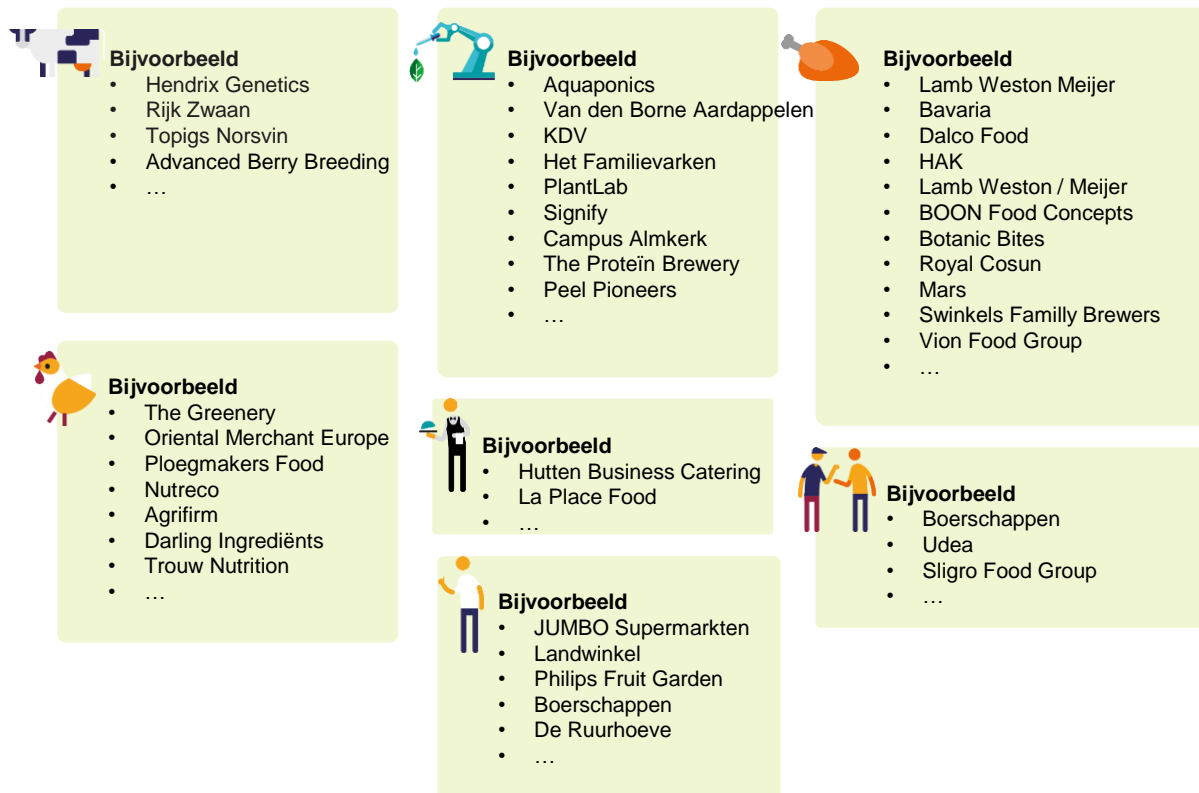 Bijvoorbeeld
• Hendrix Genetics
• Rijk Zwaan
• Topigs Norsvin
• Advanced Berry Breeding
• …
Bijvoorbeeld
• Aquaponics
• Van den Borne Aardappelen
• KDV
• Het Familievarken
• PlantLab
• Signify
• Campus Almkerk
• The Proteïn Brewery
• Peel Pioneers
• …
Bijvoorbeeld
• Lamb Weston Meijer
• Bavaria
• Dalco Food
• HAK
• Lamb Weston / Meijer
• BOON Food Concepts
• Botanic Bites
• Royal Cosun
• Mars
• Swinkels Familly Brewers
• Vion Food Group
• …
Bijvoorbeeld
• The Greenery
• Oriental Merchant Europe
• Ploegmakers Food
• Nutreco
• Agrifirm
• Darling Ingrediënts
• Trouw Nutrition
• …
Bijvoorbeeld
• Hutten Business Catering
• La Place Food
• …
Bijvoorbeeld
• Boerschappen
• Udea
• Sligro Food Group
• …
Bijvoorbeeld
• JUMBO Supermarkten
• Landwinkel
• Philips Fruit Garden
• Boerschappen
• De Ruurhoeve
• …